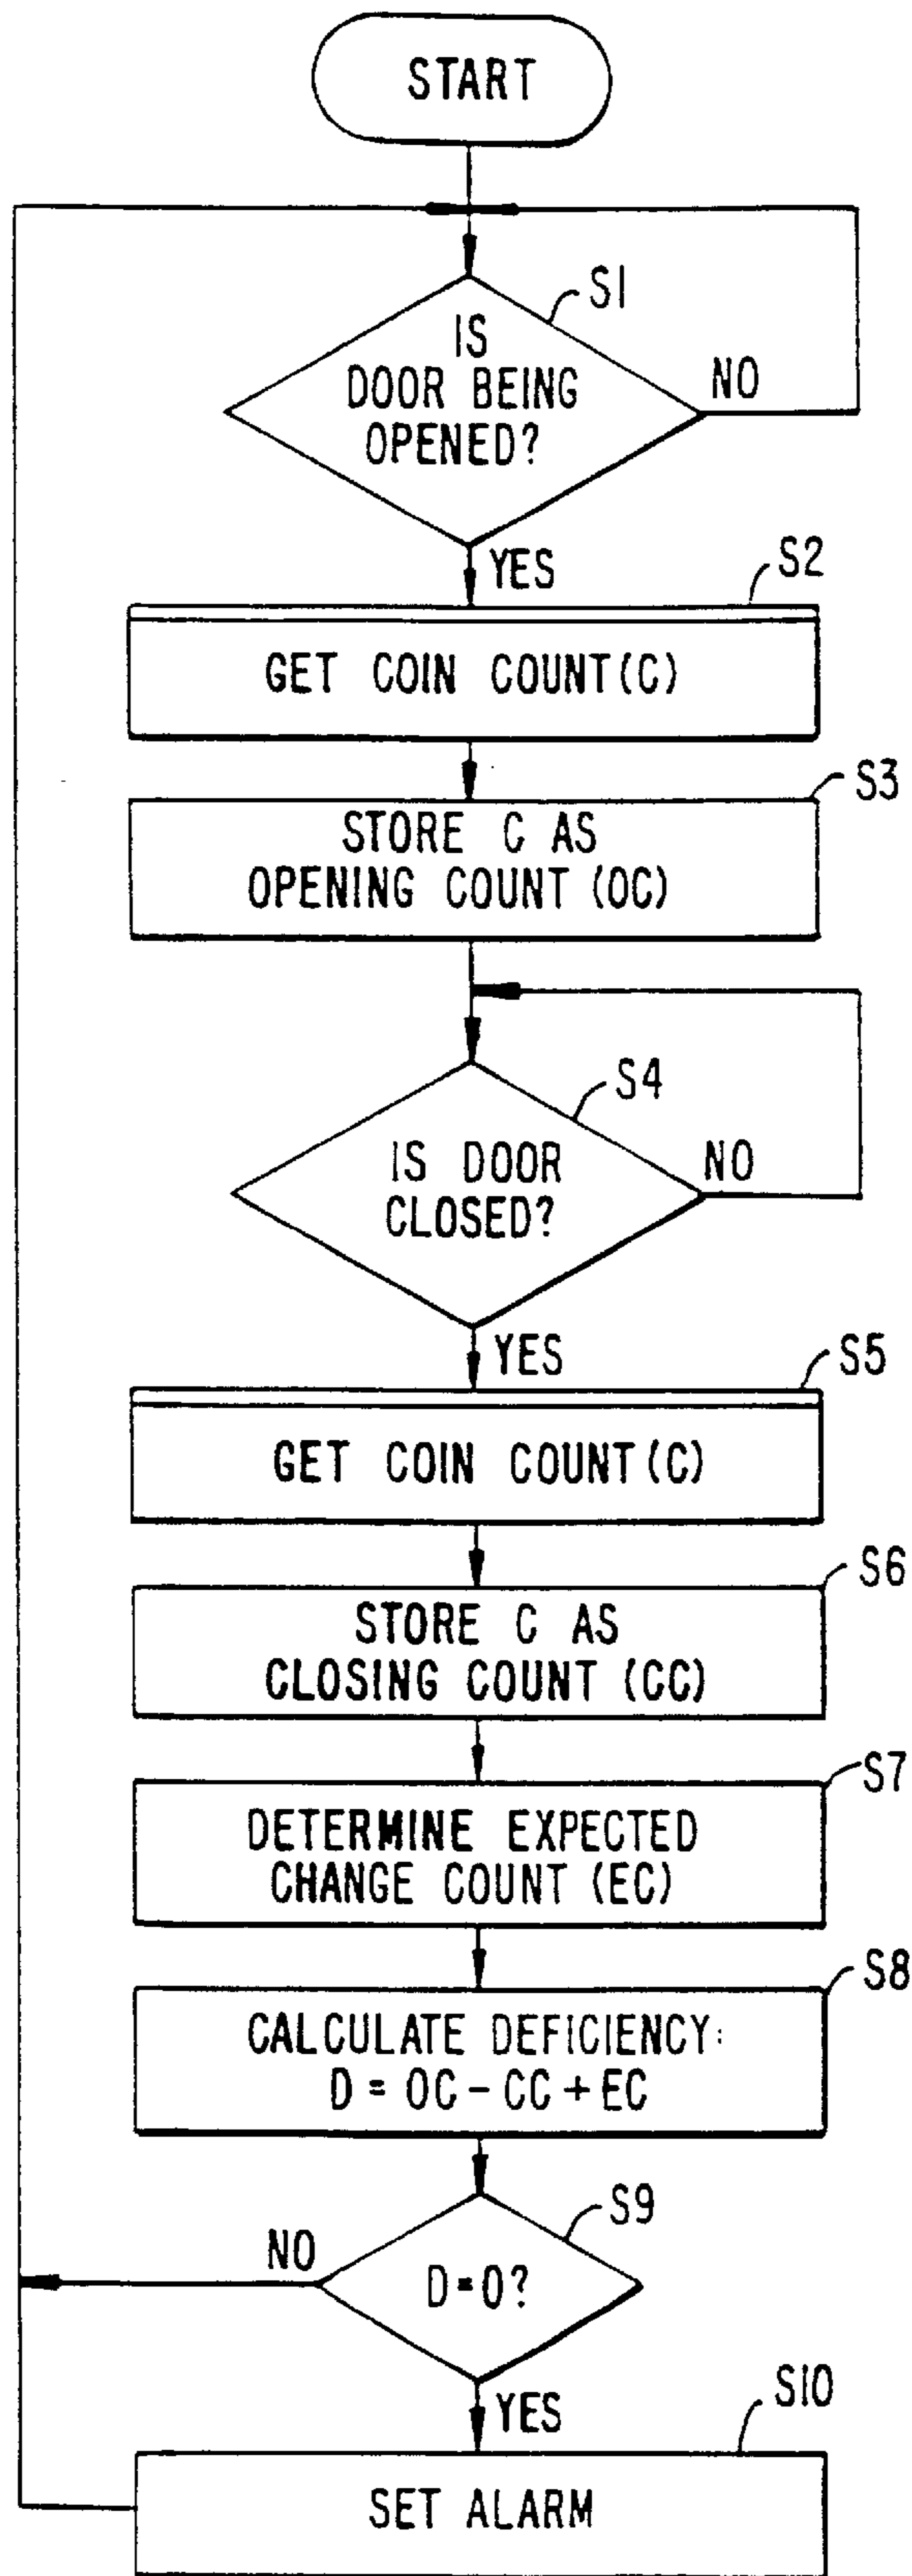 START
S1
IS
DOOR BEING
OPENED?
NO
YES
S2
GET COIN COUNT(C)
S3
STORE C AS
OPENING COUNT (OC)
S4
IS DOOR
CLOSED?
NO
YES
S5
GET COIN COUNT(C)
S6
STORE C AS
CLOSING COUNT (CC)
S7
DETERMINE EXPECTED
CHANGE COUNT (EC)
S8
CALCULATE DEFICIENCY:
D = OC - CC + EC
S9
NO
D=0?
YES
S10
SET ALARM